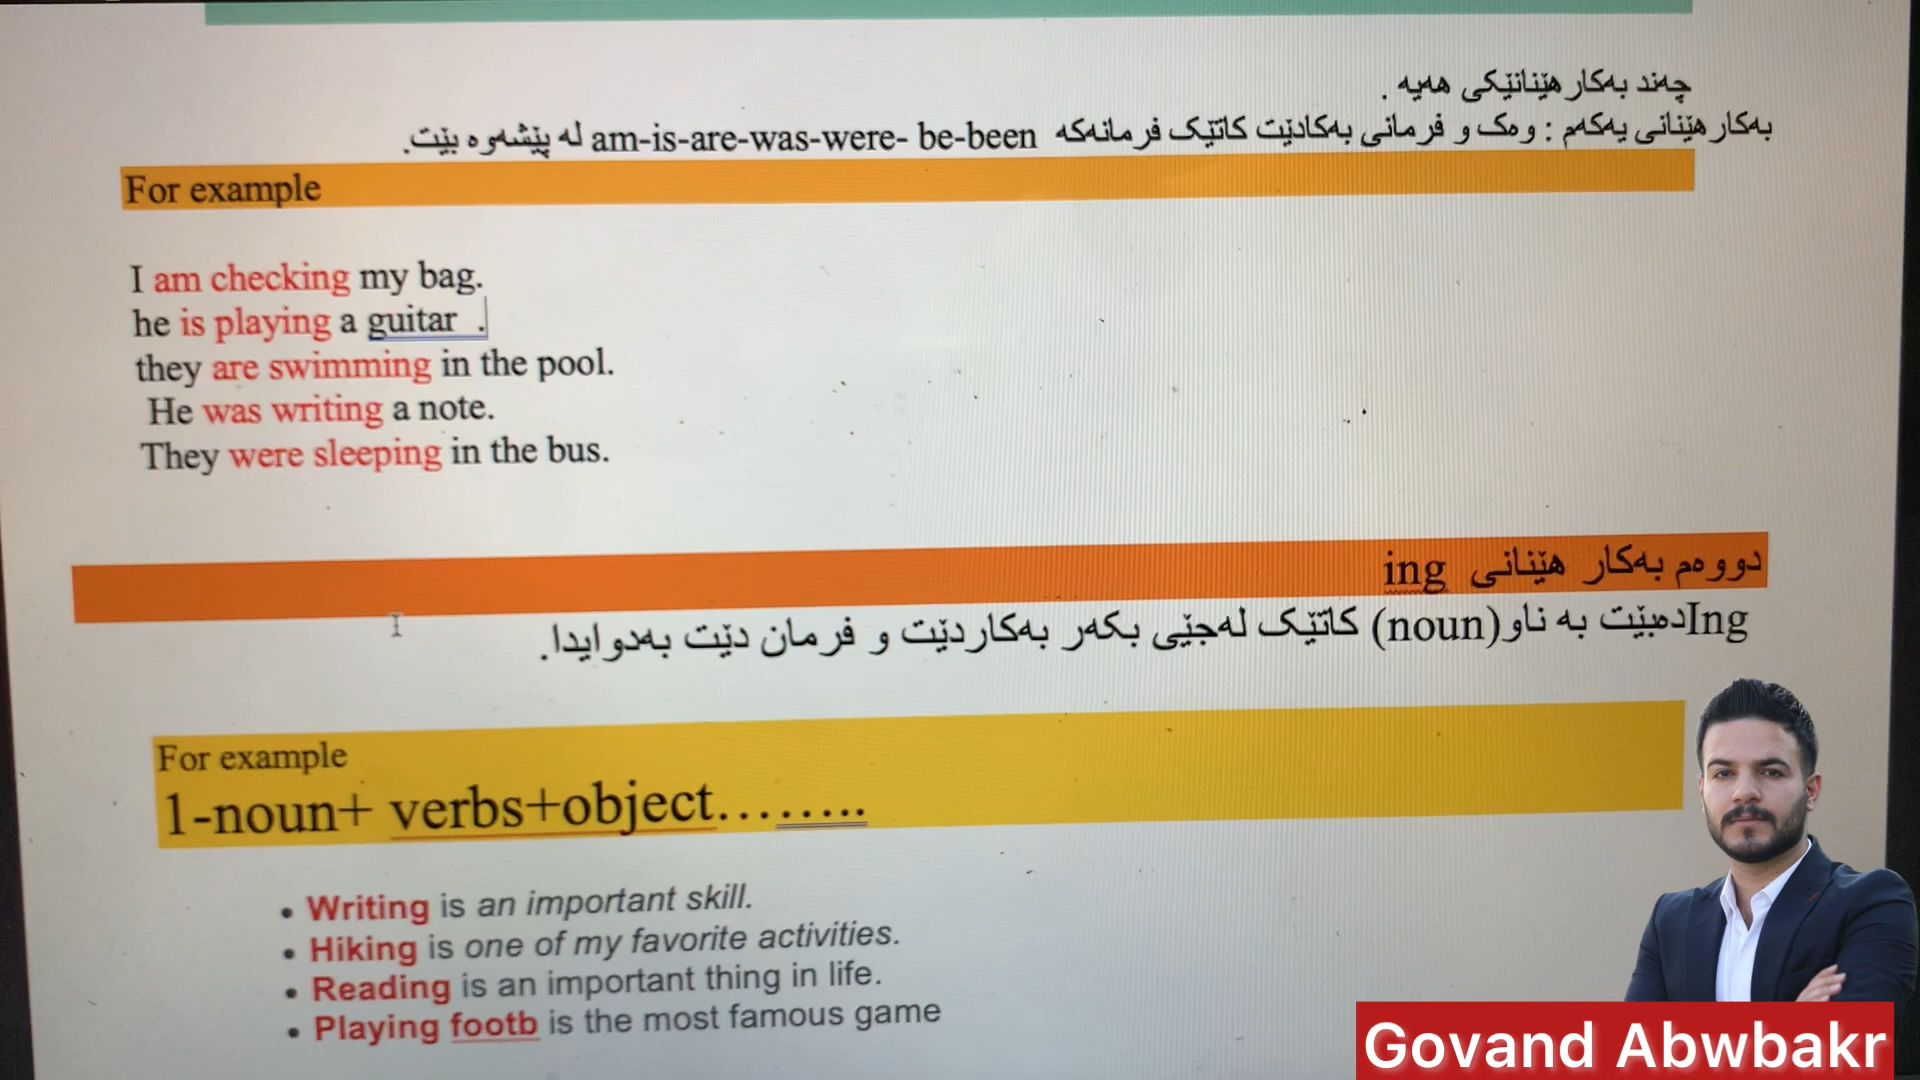 چەند بەکارهێنانێکی هەیە .
بەکارهێنانی یەکەم : وەک و فرمانی بەکادێت کاتێک فرمانەکە am-is-are-was-were- be-been لە پێشەوە بێت.
For example
I am checking my bag.
he is playing a guitar .
they are swimming in the pool.
He was writing a note.
They were sleeping in the bus.
دووەم بەکار هێنانی ing
Ingدەبێت بە ناو(noun) کاتێک لەجێی بکەر بەکاردێت و فرمان دێت بەدوایدا.
For example
1-noun+ verbs+object........
• Writing is an important skill.
• Hiking is one of my favorite activities.
• Reading is an important thing in life.
• Playing footb is the most famous game
Govand Abwbakr